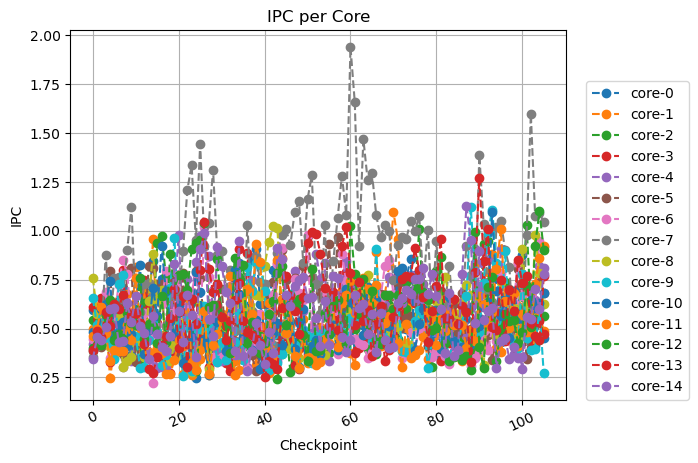 IPC per Core
2.00
1.75
1.50
1.25
1.00
0.75
0.50
0.25
IPC
0
20
40
60
80
100
Checkpoint
core-0
core-1
core-2
core-3
core-4
core-5
core-6
core-7
core-8
core-9
core-10
core-11
core-12
core-13
core-14